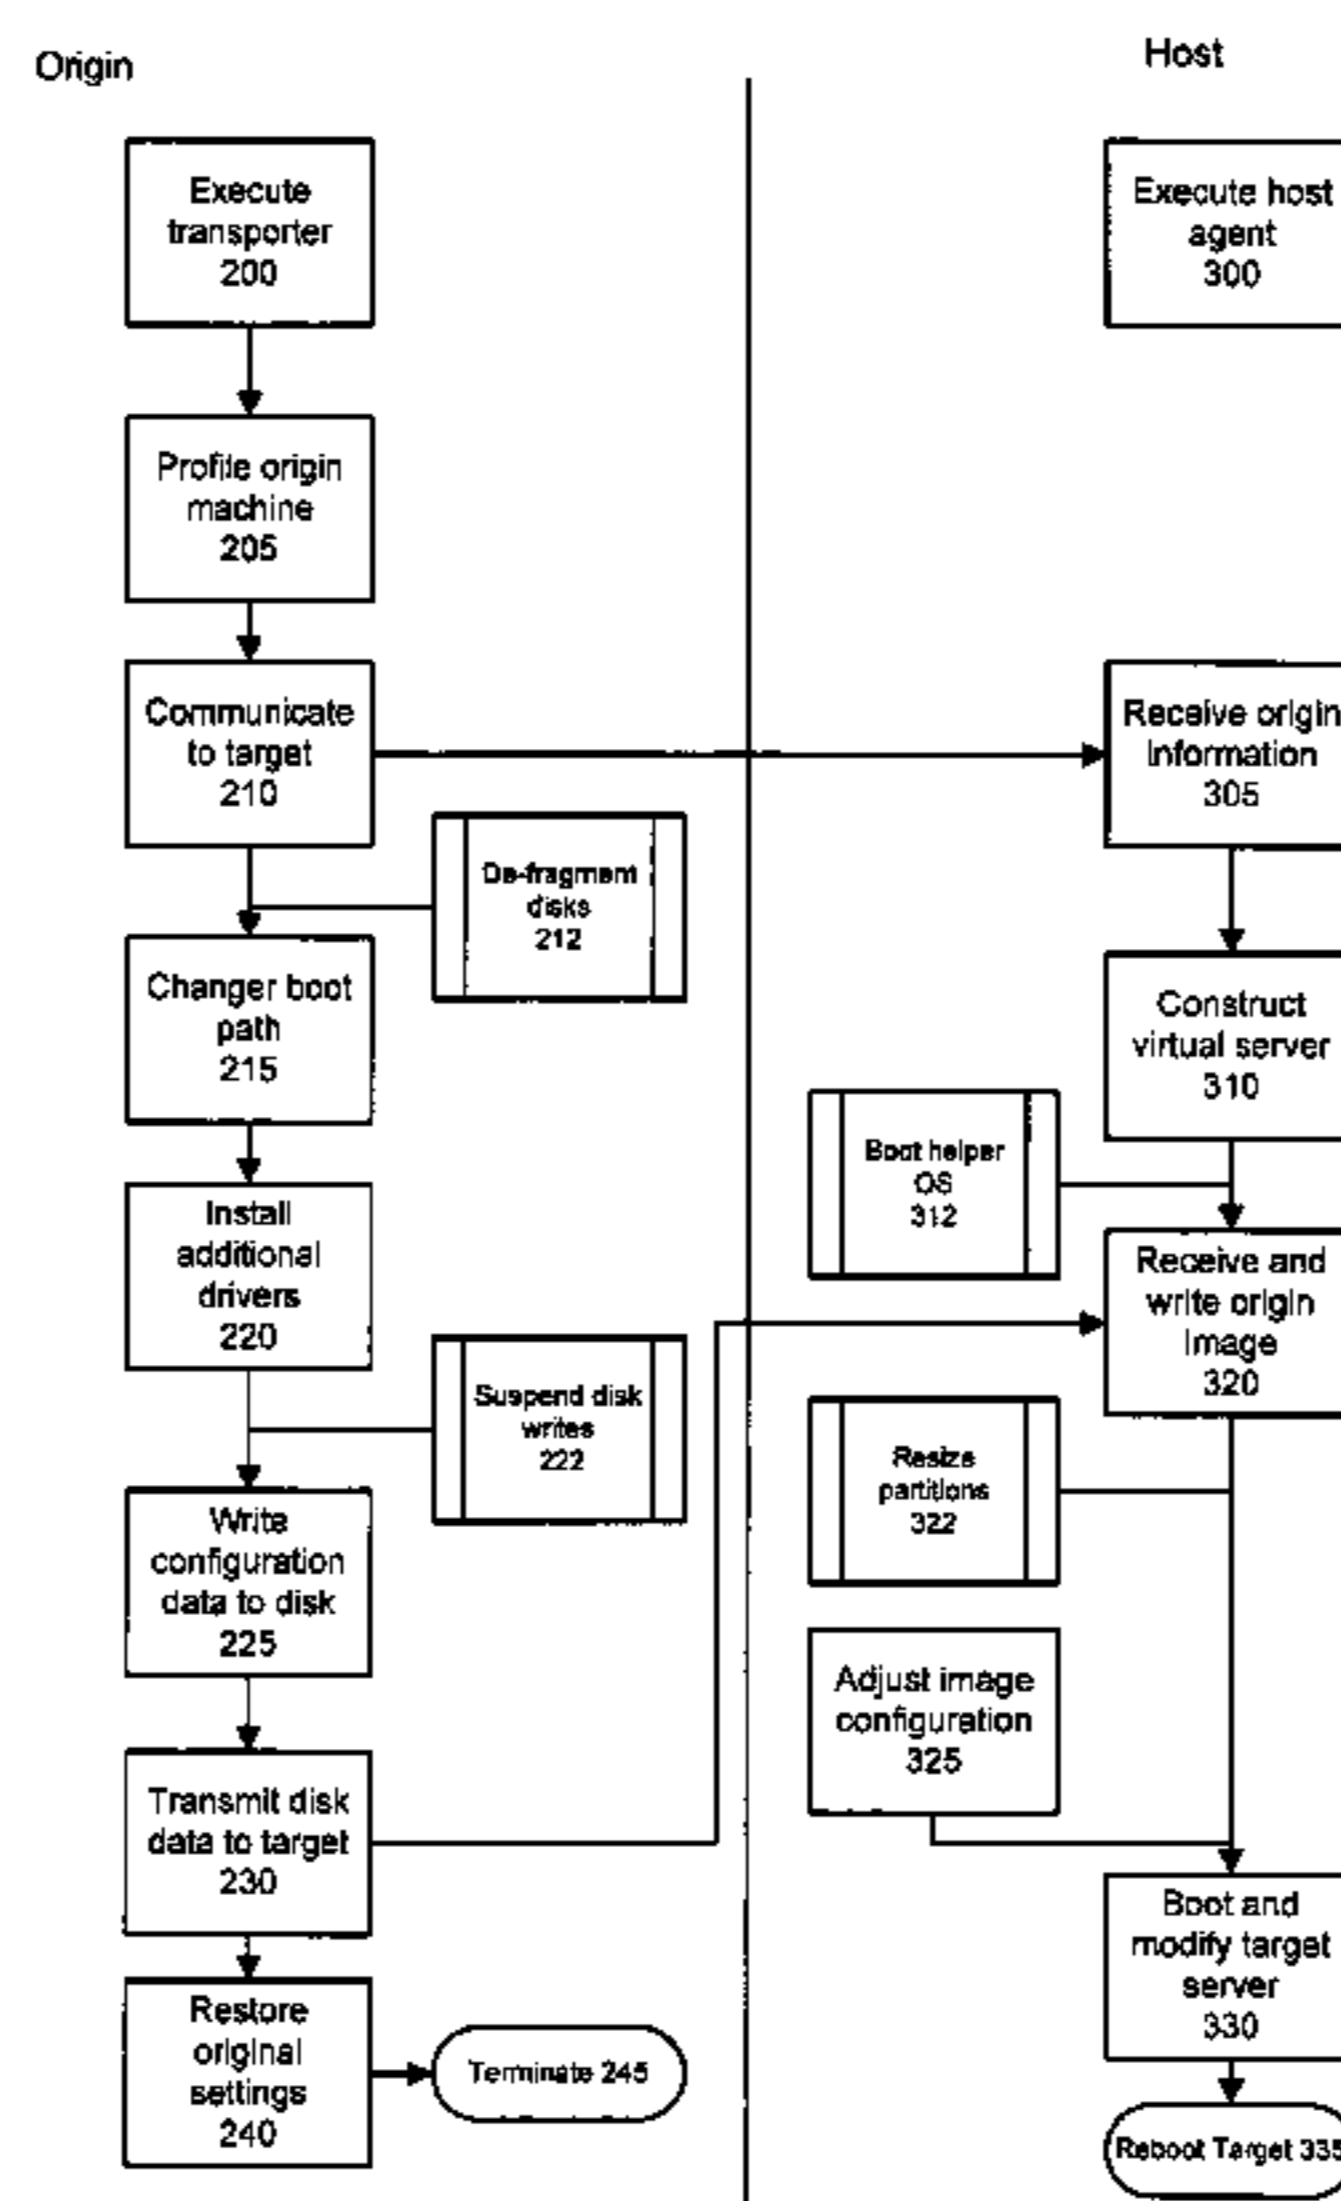 Origin
Execute
transporter
200
Profile origin
machine
205
Communicate
to target
210
De-fragment
disks
212
Changer boot
path
215
Install
additional
drivers
220
Suspend disk
writes
222
Write
configuration
data to disk
225
Transmit disk
data to target
230
Restore
original
settings
240
Terminate 245
Host
Execute host
agent
300
Receive origin
Information
305
Construct
virtual server
310
Boot helper
OS
312
Receive and
write origin
Image
320
Resize
partitions
322
Adjust image
configuration
325
Boot and
modify target
server
330
Reboot Target 335